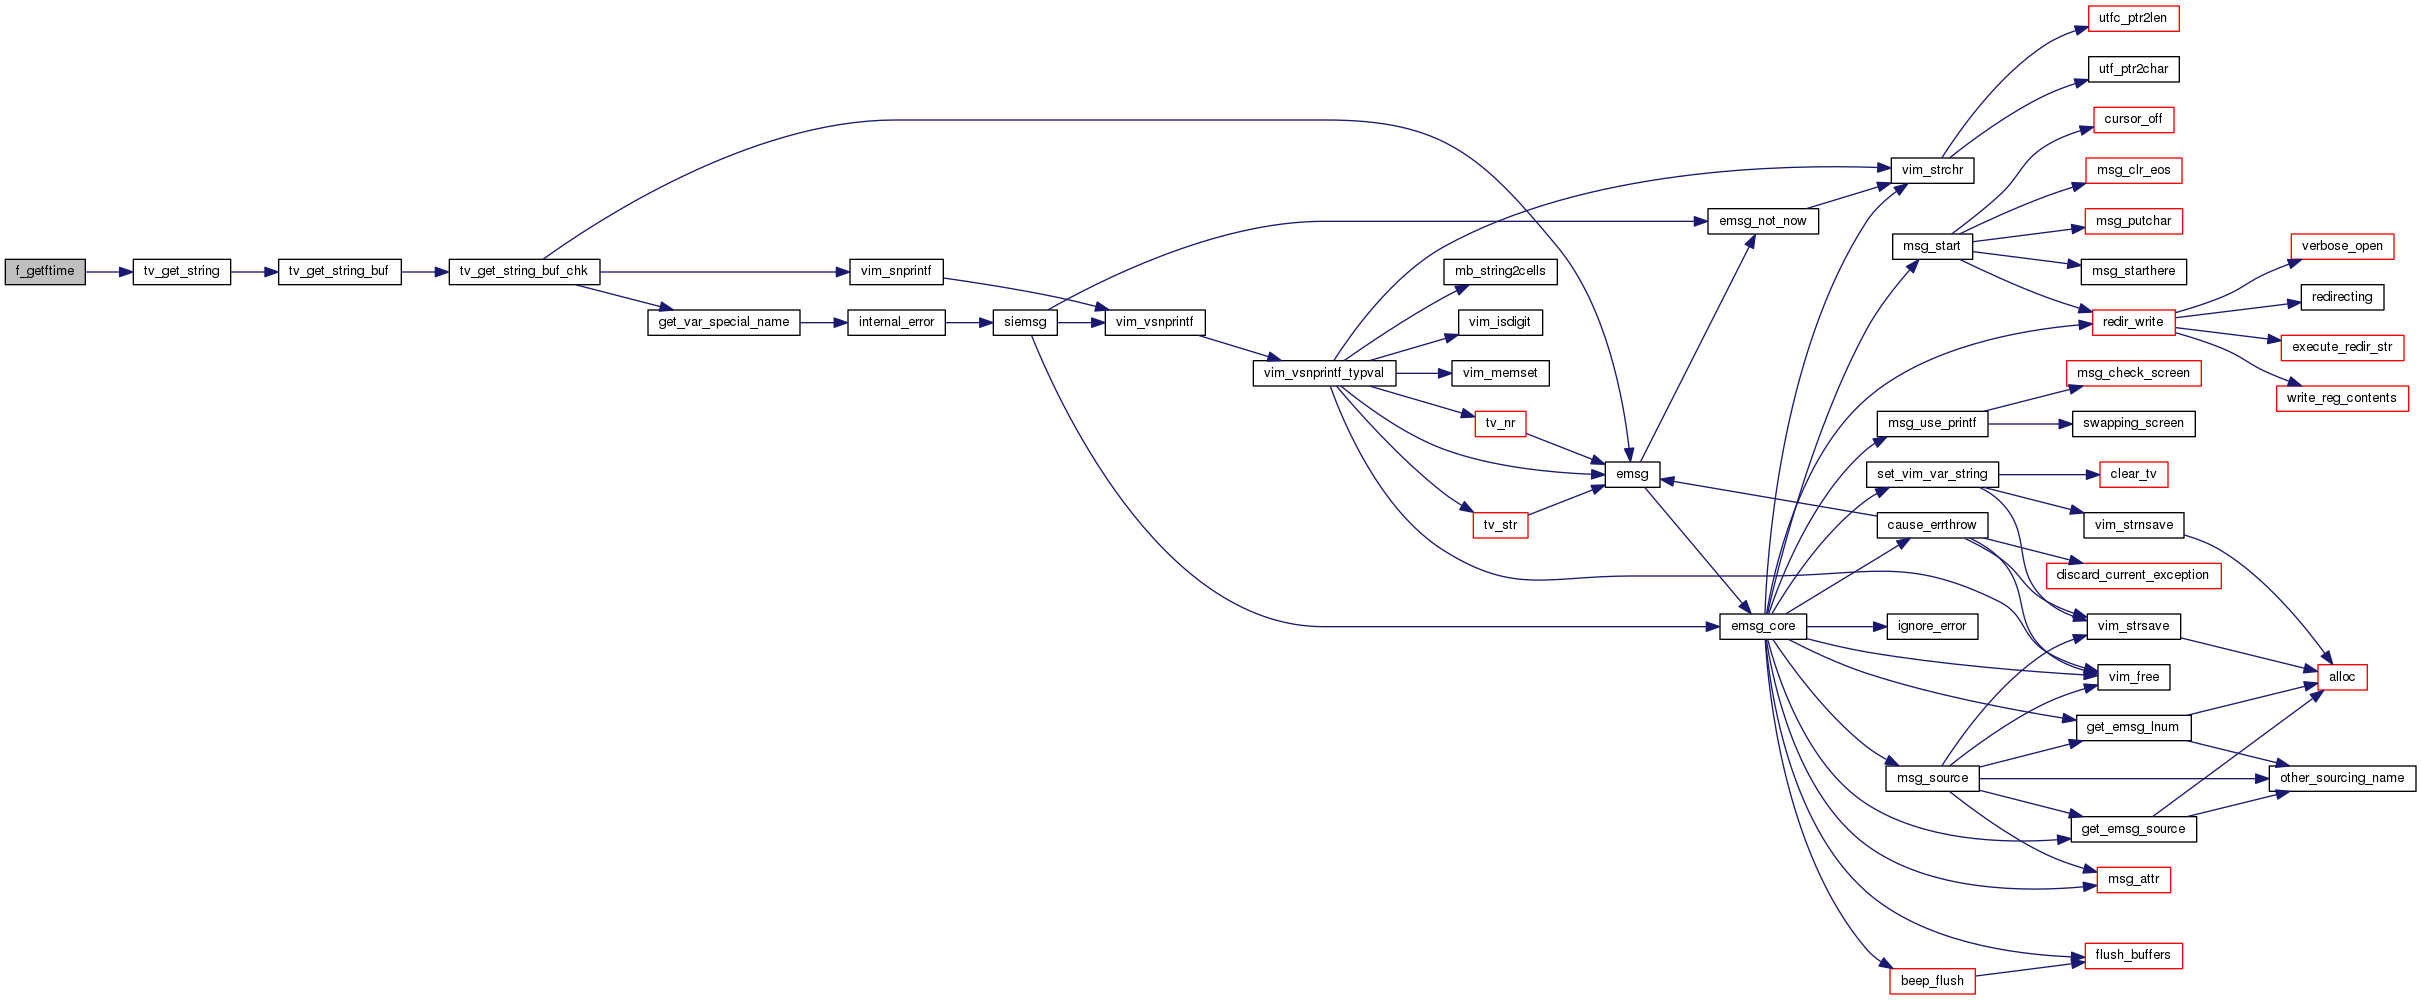 f_getftime
tv_get_string
tv_get_string_buf
tv_get_string_buf_chk
vim_snprintf
get_var_special_name
internal_error
siemsg
vim_vsnprintf
vim_vsnprintf_typval
mb_string2cells
vim_isdigit
vim_memset
tv_nr
tv_str
emsg
emsg_not_now
emsg_core
vim_strchr
msg_start
msg_use_printf
set_vim_var_string
cause_errthrow
ignore_error
msg_source
beep_flush
utfc_ptr2len
utf_ptr2char
cursor_off
msg_clr_eos
msg_putchar
msg_starthere
redir_write
msg_check_screen
swapping_screen
clear_tv
vim_strnsave
discard_current_exception
vim_strsave
vim_free
get_emsg_lnum
get_emsg_source
msg_attr
flush_buffers
verbose_open
redirecting
execute_redir_str
write_reg_contents
alloc
other_sourcing_name